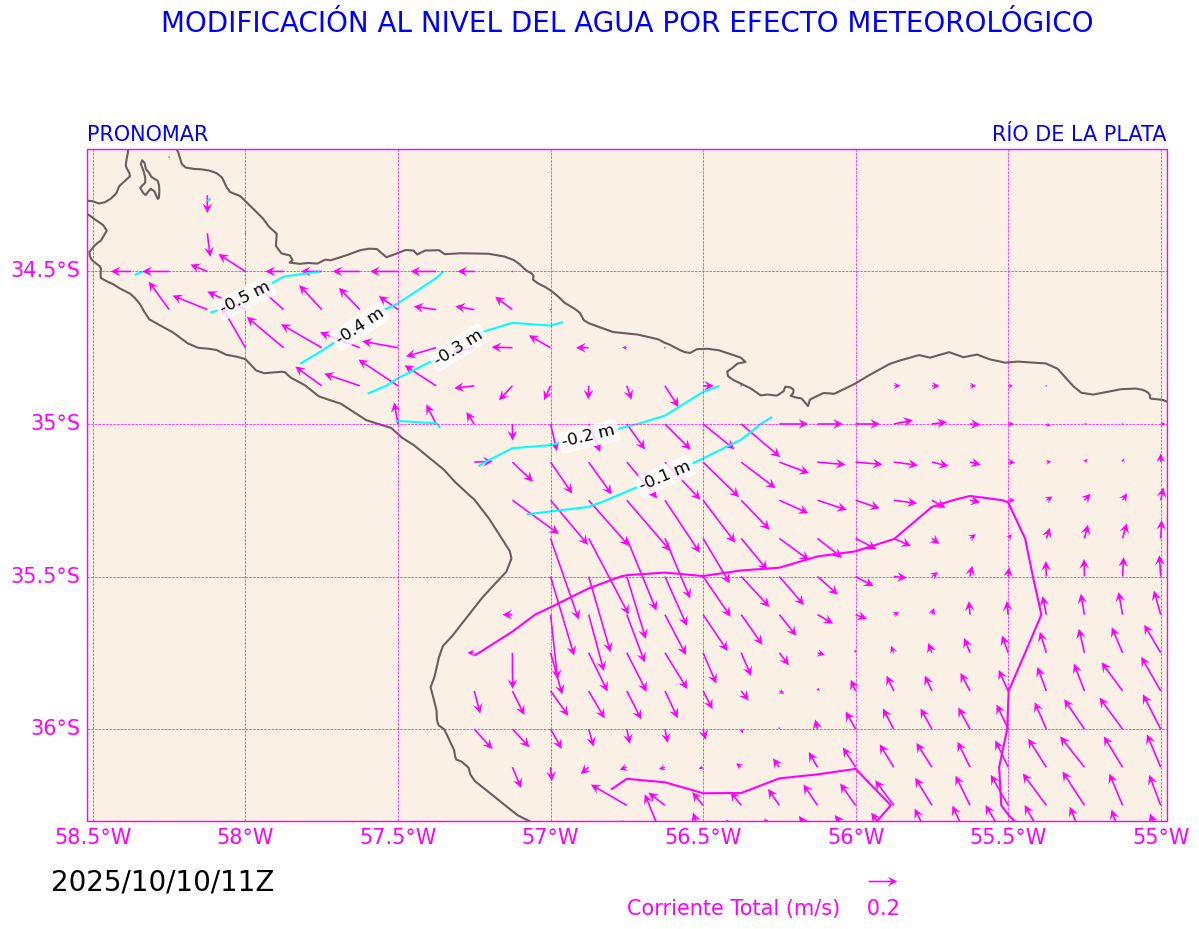 MODIFICACIÓN AL NIVEL DEL AGUA POR EFECTO METEOROLÓGICO
PRONOMAR
RÍO DE LA PLATA
34.5°S
35°S
35.5°S
36°S
-0.5 m
-0.4 m
-0.3 m
-0.2 m
-0.1 m
58.5°W
58°W
57.5°W
57°W
56.5°W
56°W
55.5°W
55°W
2025/10/10/11Z
Corriente Total (m/s) 0.2